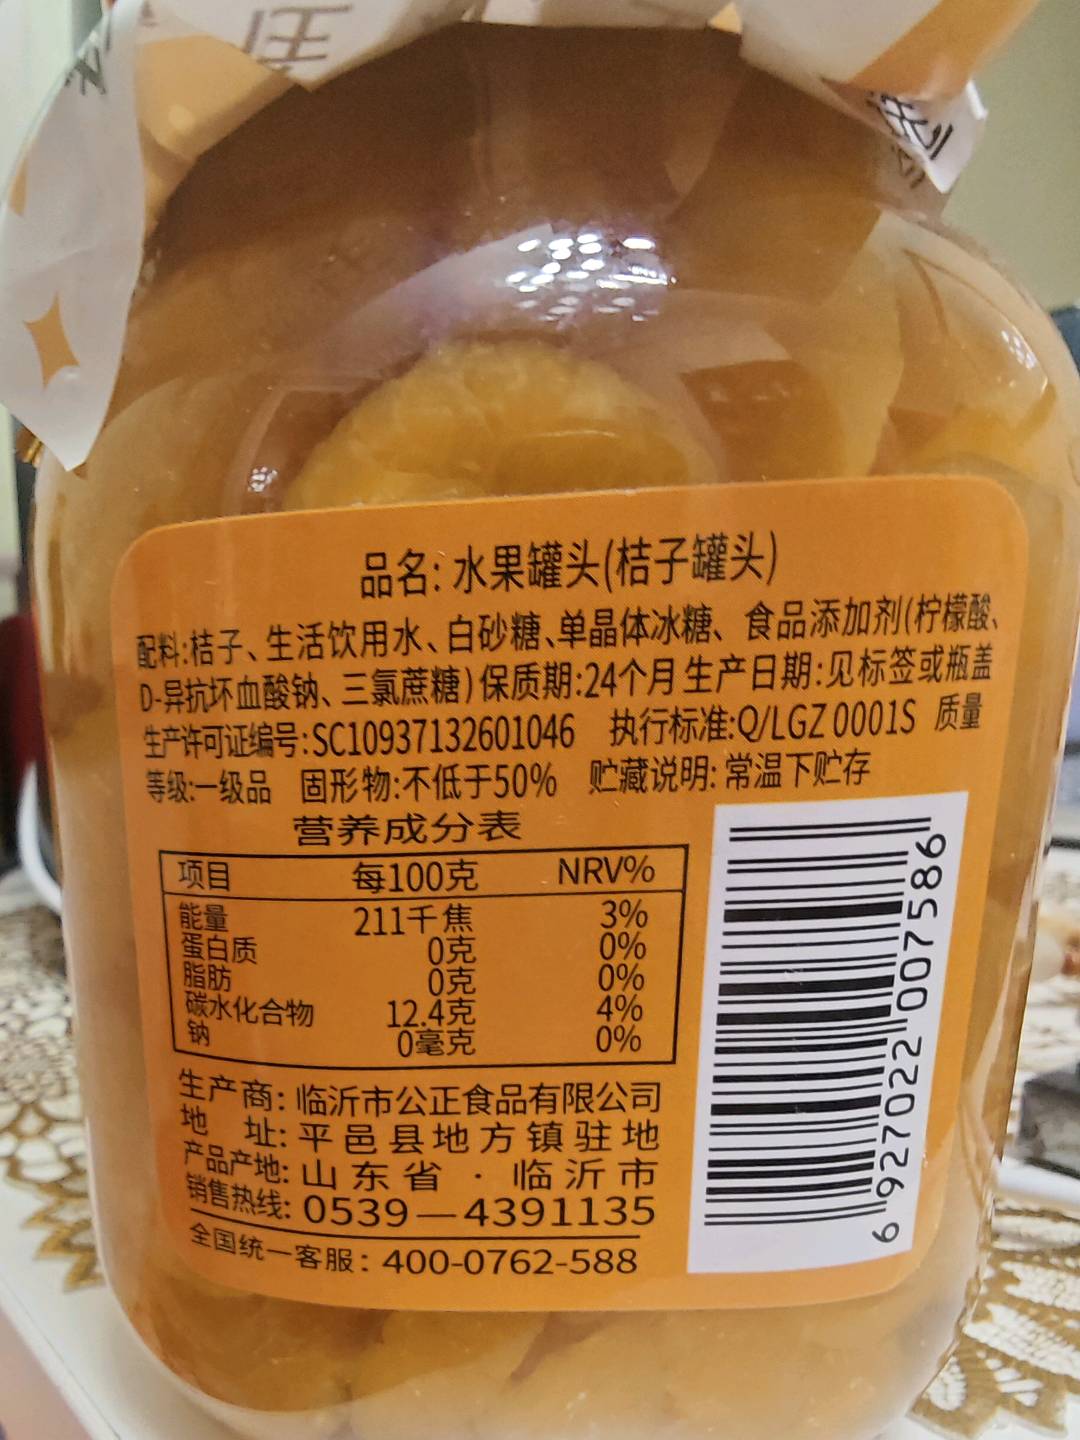 品名: 水果罐头(桔子罐头)
配料:桔子、生活饮用水、白砂糖、单晶体冰糖、食品添加剂(柠檬酸、
D-异抗坏血酸钠、三氯蔗糖)保质期:24个月 生产日期:见标签或瓶盖
生产许可证编号:SC10937132601046 执行标准:Q/LGZ 0001S 质量
等级:一级品 固形物:不低于50% 贮藏说明: 常温下贮存
营养成分表
项目 每100克 NRV%
能量 211千焦 3%
蛋白质 0克 0%
脂肪 0克 0%
碳水化合物 12.4克 4%
钠 0毫克 0%
生产商: 临沂市公正食品有限公司
地 址: 平邑县地方镇驻地
产品产地: 山东省·临沂市
销售热线: 0539—4391135
全国统一客服: 400-0762-588
6 927022 007586